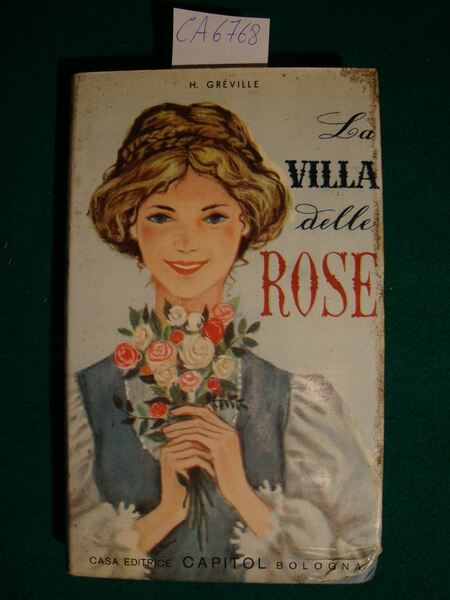 CA6768
H. GRÉVILLE
La
VILLA
delle
ROSE
CASA EDITRICE CAPITOL BOLOGNA